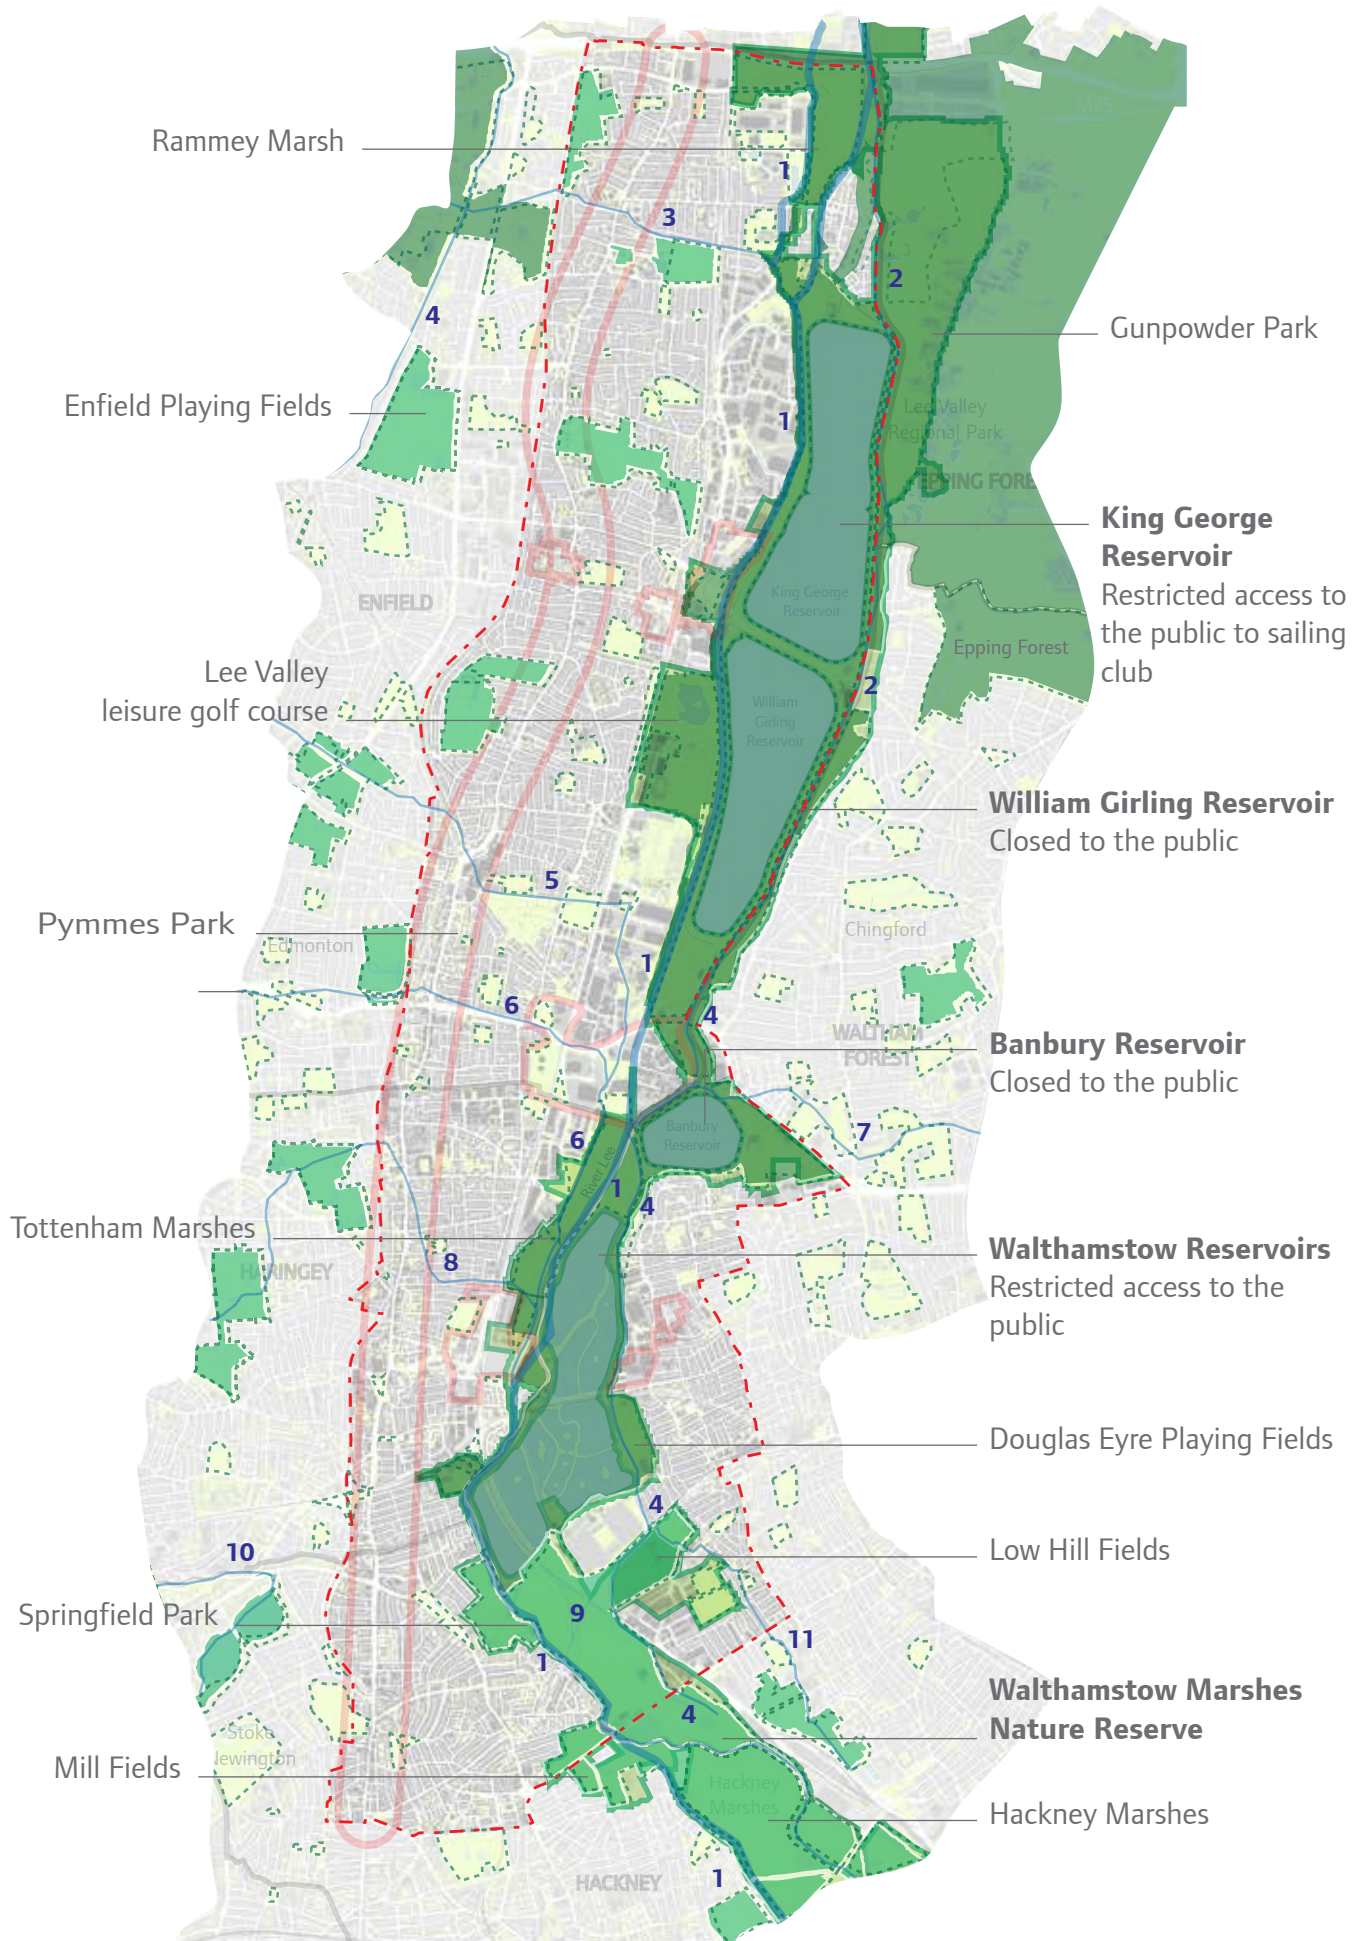 Rammey Marsh
1
3
2
4
Gunpowder Park
Enfield Playing Fields
1
Lee Valley
Regional Park
EPPING FORE
King George
Reservoir
Restricted access to
the public to sailing
club
King George
Reservoir
ENFIELD
Epping Forest
Lee Valley
leisure golf course
2
William
Girling
Reservoir
William Girling Reservoir
Closed to the public
5
Pymmes Park
Edmonton
Chingford
1
6
4
WALTHAM
FOREST
Banbury Reservoir
Closed to the public
Banbury
Reservoir
6
7
River Lee
1
4
Tottenham Marshes
8
HARINGEY
Walthamstow Reservoirs
Restricted access to the
public
Douglas Eyre Playing Fields
4
10
Low Hill Fields
Springfield Park
9
11
1
Walthamstow Marshes
Nature Reserve
4
Stoke
Newington
Mill Fields
Hackney
Marshes
Hackney Marshes
HACKNEY
1